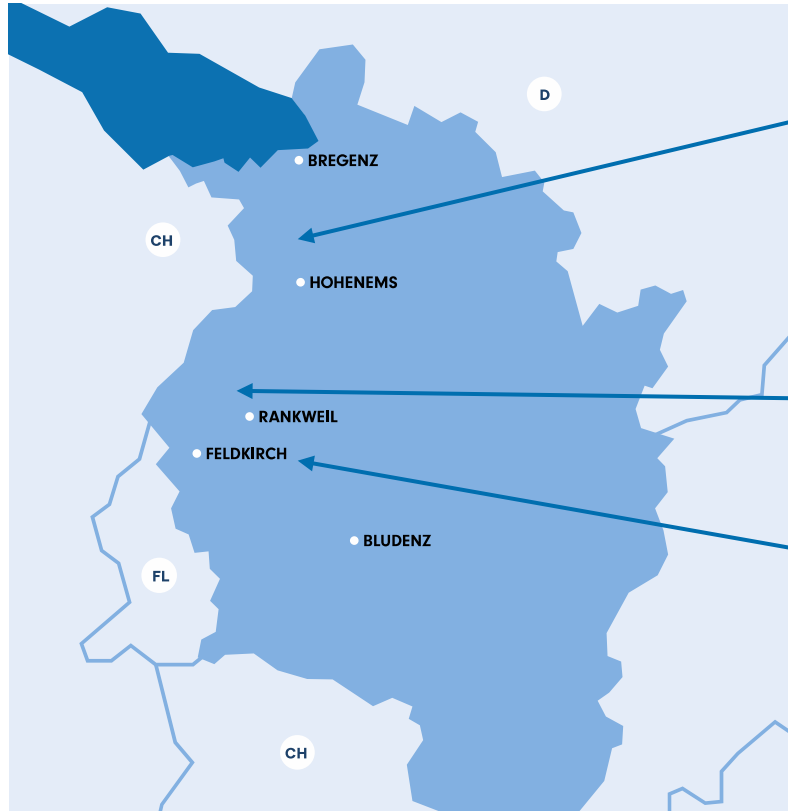 D
BREGENZ
CH
HOHENEMS
RANKWEIL
FELDKIRCH
BLUDENZ
FL
CH